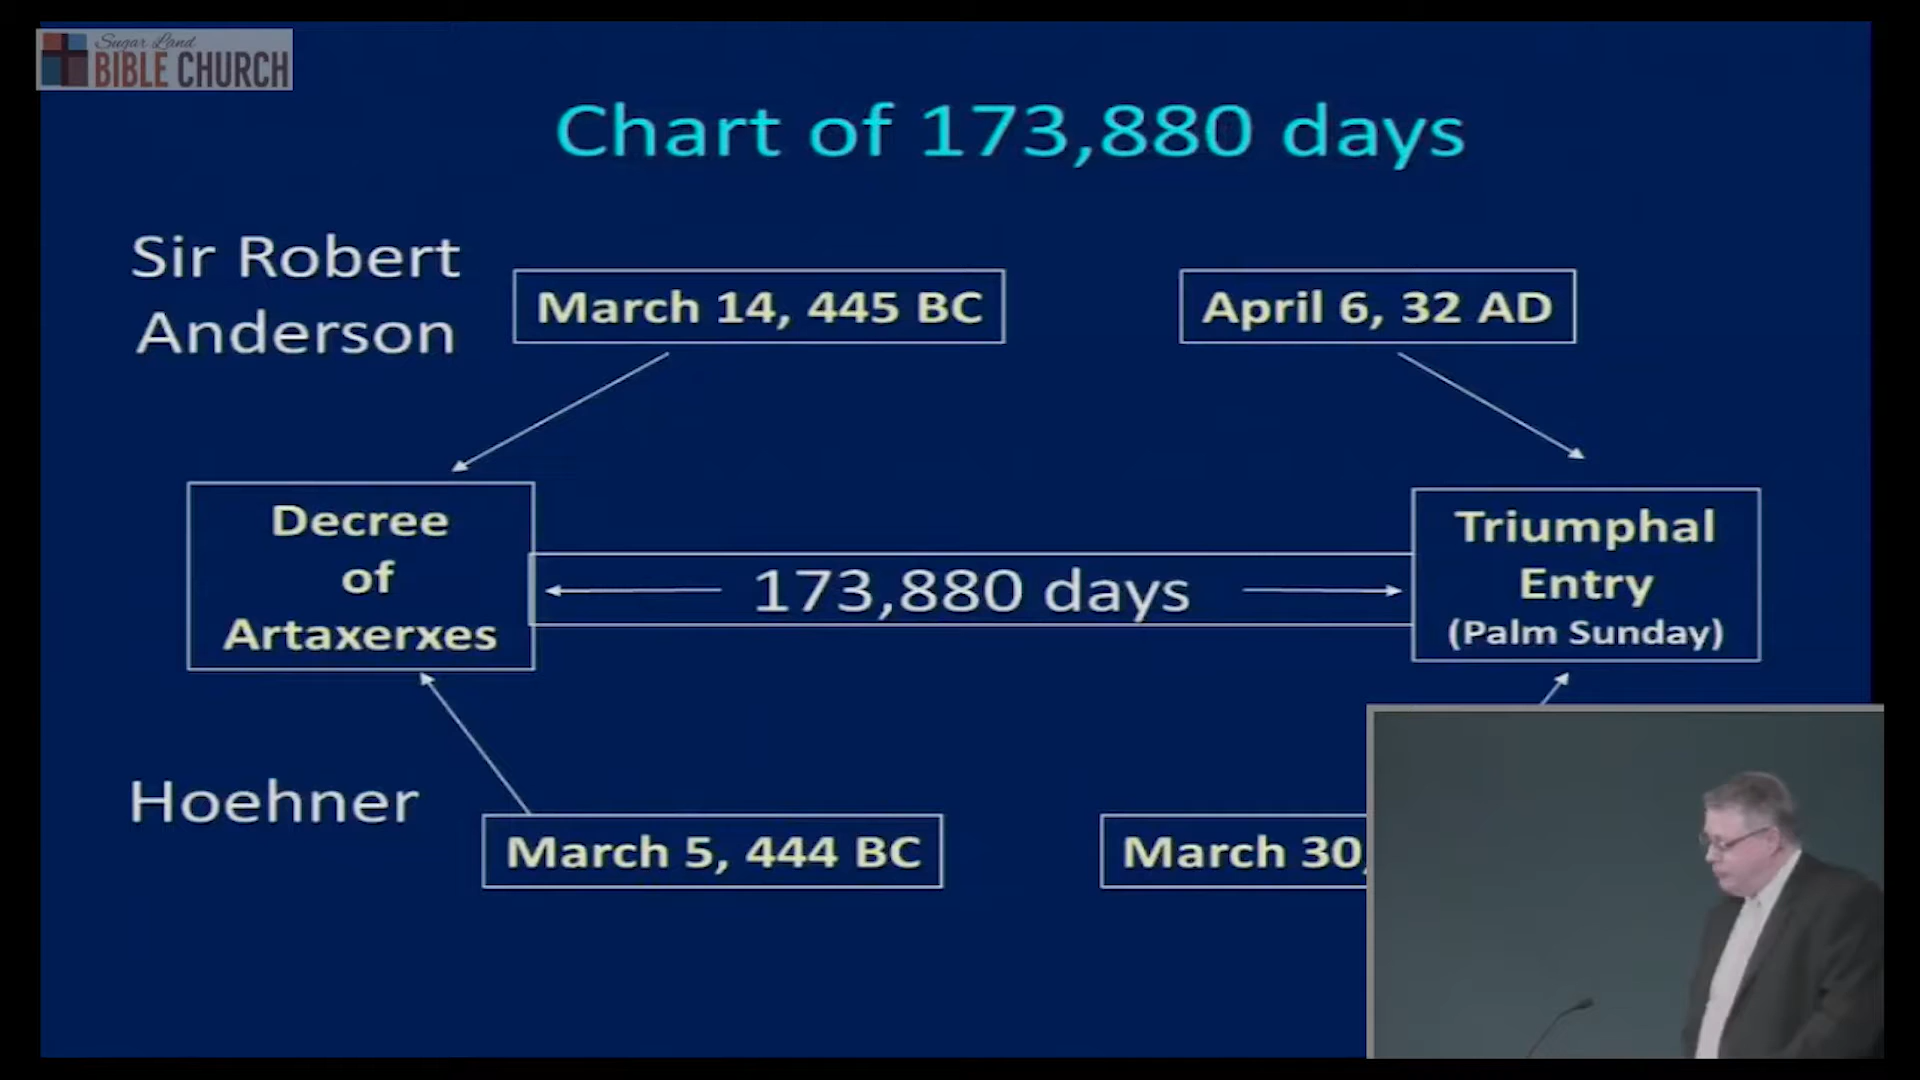 Sugar Land
BIBLE CHURCH
Chart of 173,880 days
Sir Robert
Anderson
March 14, 445 BC
April 6, 32 AD
Decree
of
Artaxerxes
173,880 days
Triumphal
Entry
(Palm Sunday)
Hoehner
March 5, 444 BC
March 30,